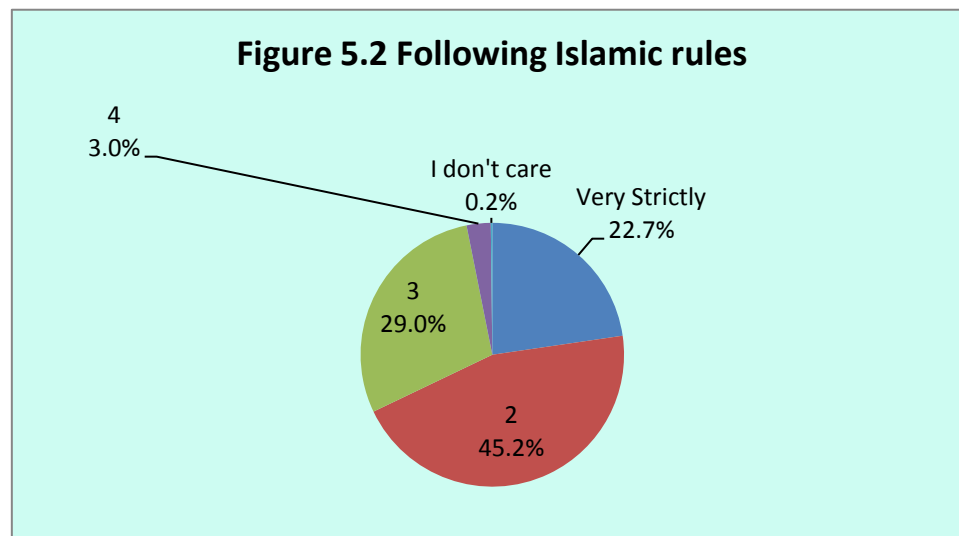 Figure 5.2 Following Islamic rules
4
3.0%
I don't care
0.2%
Very Strictly
22.7%
3
29.0%
2
45.2%